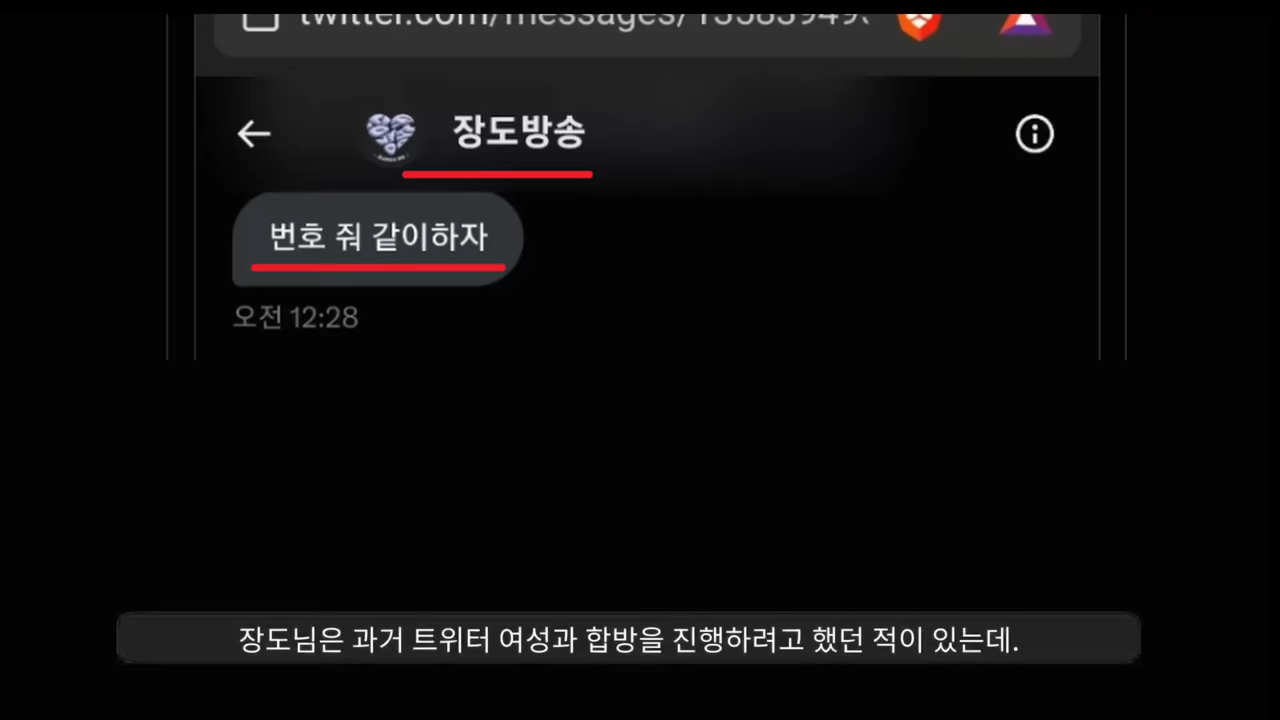 twitter.com/messages/
장도방송
번호 줘 같이하자
오전 12:28
장도님은 과거 트위터 여성과 합방을 진행하려고 했던 적이 있는데.